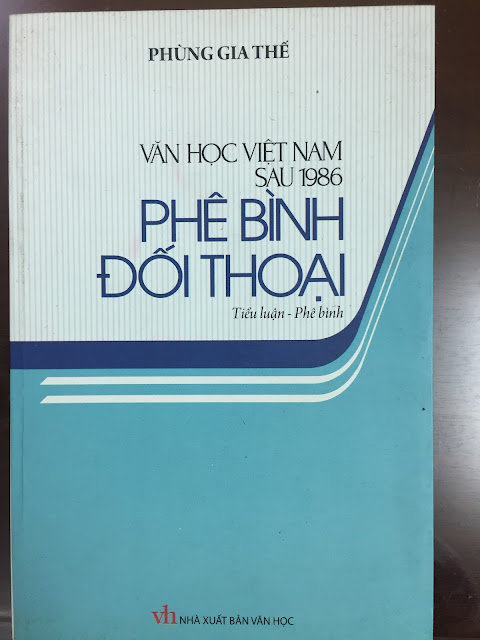 PHÙNG GIA THẾ
VĂN HỌC VIỆT NAM
SAU 1986
PHÊ BÌNH
ĐỐI THOẠI
Tiểu luận - Phê bình
vh NHÀ XUẤT BẢN VĂN HỌC